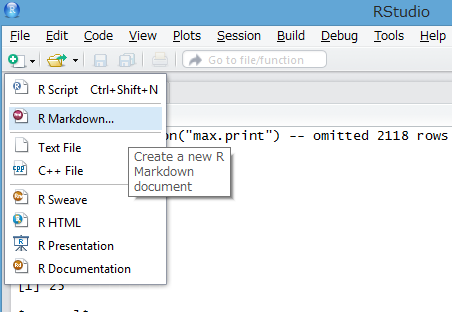 RStudio
File Edit Code View Plots Session Build Debug Tools Help
Go to file/function
R Script Ctrl+Shift+N
R Markdown...
on("max.print") -- omitted 2118 rows
Text File
Create a new R
Markdown
document
C++ File
R Sweave
R HTML
R Presentation
R Documentation
[1] 25